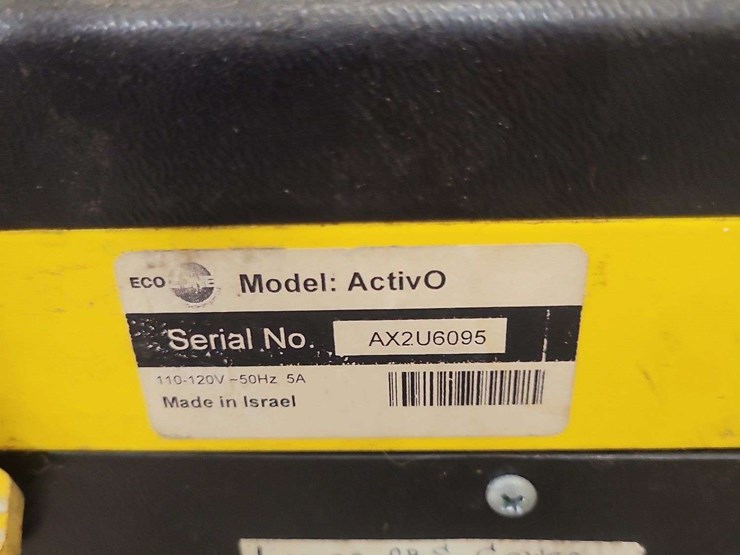 ECO Model: ActivO
Serial No. AX2U6095
110-120V ~50Hz 5A
Made in Israel